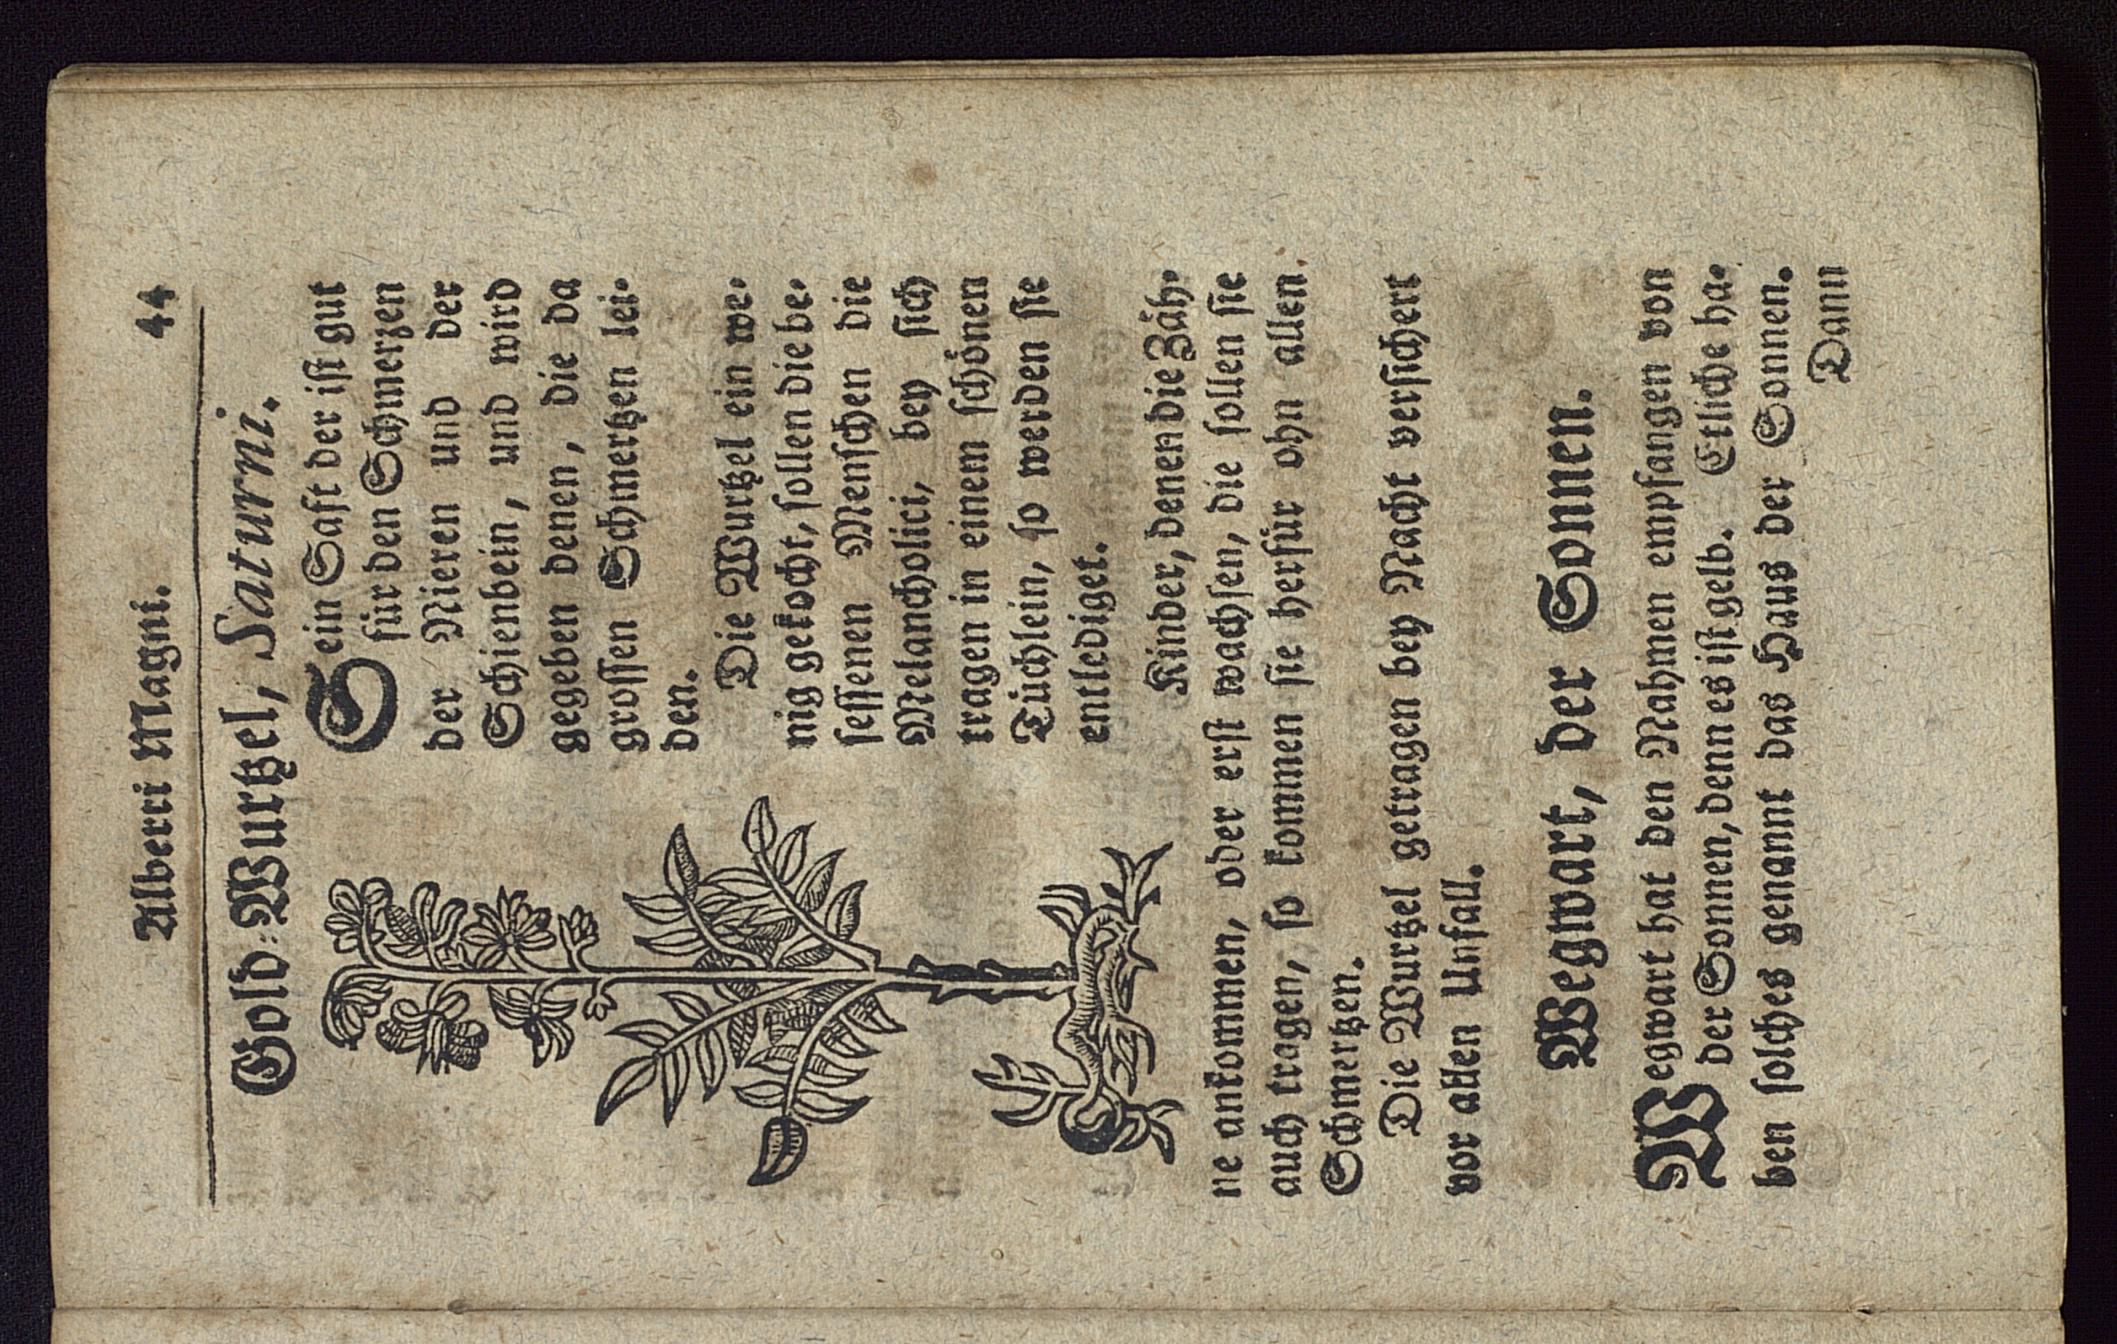 Alberti Magni. 44
Gold-Wurtzel, Saturni.
Sein Saft der ist gut
für den Schmerzen
der Nieren und der
Schienbein, und wird
gegeben denen, die da
grossen Schmertzen lei-
den.
Die Wurtzel ein we-
nig gekocht, sollen die be-
sessenen Menschen die
Melancholici, bey sich
tragen in einem schönen
Tüchlein, so werden sie
entlediget.
Kinder, denen die Zäh-
ne ankommen, oder erst wachsen, die sollen sie
auch tragen, so kommen sie herfür ohn allen
Schmertzen.
Die Wurtzel getragen bey Nacht versichert
vor allen Unfall.
Wegwart, der Sonnen.
Wegwart hat den Nahmen empfangen von
der Sonnen, denn es ist gelb. Etliche ha-
ben solches genannt das Haus der Sonnen.
Dann